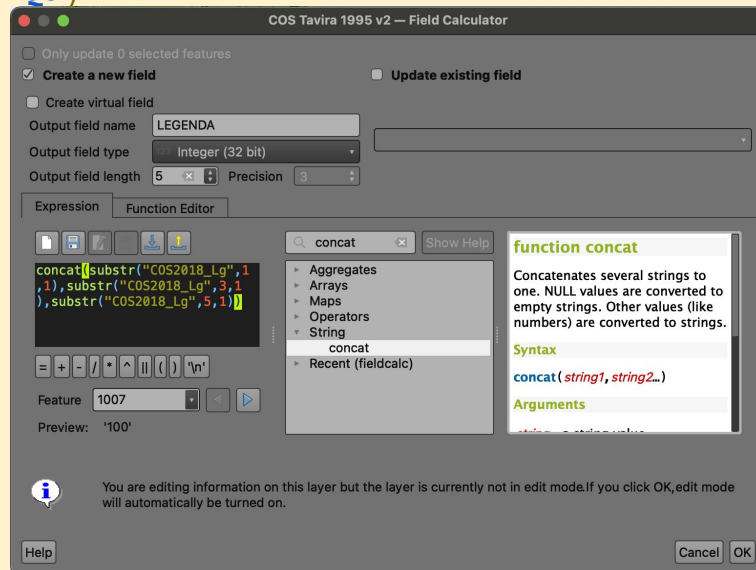 COS Tavira 1995 v2 — Field Calculator
Only update 0 selected features
Create a new field
Update existing field
Create virtual field
Output field name
LEGENDA
Output field type
123 Integer (32 bit)
Output field length
5
Precision
3
Expression
Function Editor
concat(substr("COS2018_Lg",1
,1),substr("COS2018_Lg",3,1
),substr("COS2018_Lg",5,1))
= + - / * ^ || ( ) '\n'
Feature
1007
Preview: '100'
concat
Show Help
Aggregates
Arrays
Maps
Operators
String
concat
Recent (fieldcalc)
function concat
Concatenates several strings to
one. NULL values are converted to
empty strings. Other values (like
numbers) are converted to strings.
Syntax
concat(string1,string2…)
Arguments
You are editing information on this layer but the layer is currently not in edit mode.If you click OK,edit mode
will automatically be turned on.
Help
Cancel
OK